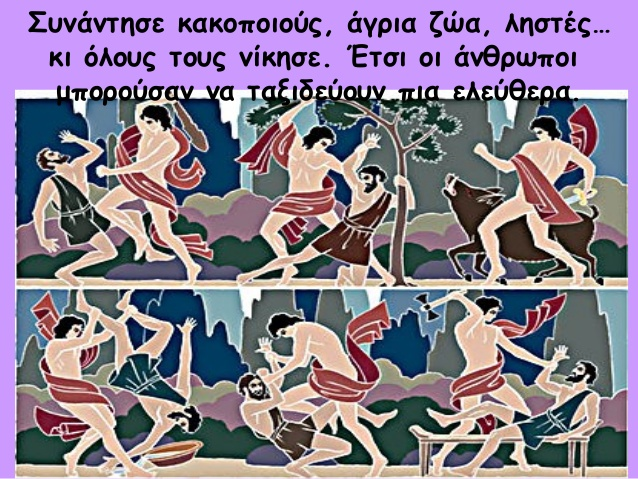 Συνάντησε κακοποιούς, άγρια ζώα, ληστές…
κι όλους τους νίκησε. Έτσι οι άνθρωποι
μπορούσαν να ταξιδεύουν πια ελεύθερα.